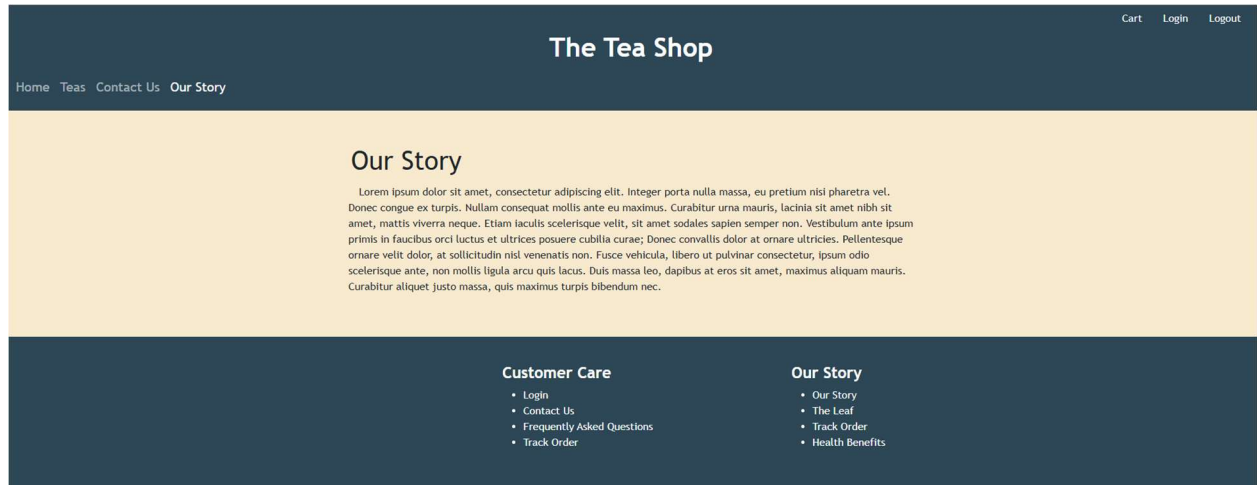 Cart Login Logout
The Tea Shop
Home Teas Contact Us Our Story
Our Story
Lorem ipsum dolor sit amet, consectetur adipiscing elit. Integer porta nulla massa, eu pretium nisi pharetra vel.
Donec congue ex turpis. Nullam consequat mollis ante eu maximus. Curabitur urna mauris, lacinia sit amet nibh sit
amet, mattis viverra neque. Etiam iaculis scelerisque velit, sit amet sodales sapien semper non. Vestibulum ante ipsum
primis in faucibus orci luctus et ultrices posuere cubilia curae; Donec convallis dolor at ornare ultricies. Pellentesque
ornare velit dolor, at sollicitudin nisl venenatis non. Fusce vehicula, libero ut pulvinar consectetur, ipsum odio
scelerisque ante, non mollis ligula arcu quis lacus. Duis massa leo, dapibus at eros sit amet, maximus aliquam mauris.
Curabitur aliquet justo massa, quis maximus turpis bibendum nec.
Customer Care
• Login
• Contact Us
• Frequently Asked Questions
• Track Order
Our Story
• Our Story
• The Leaf
• Track Order
• Health Benefits